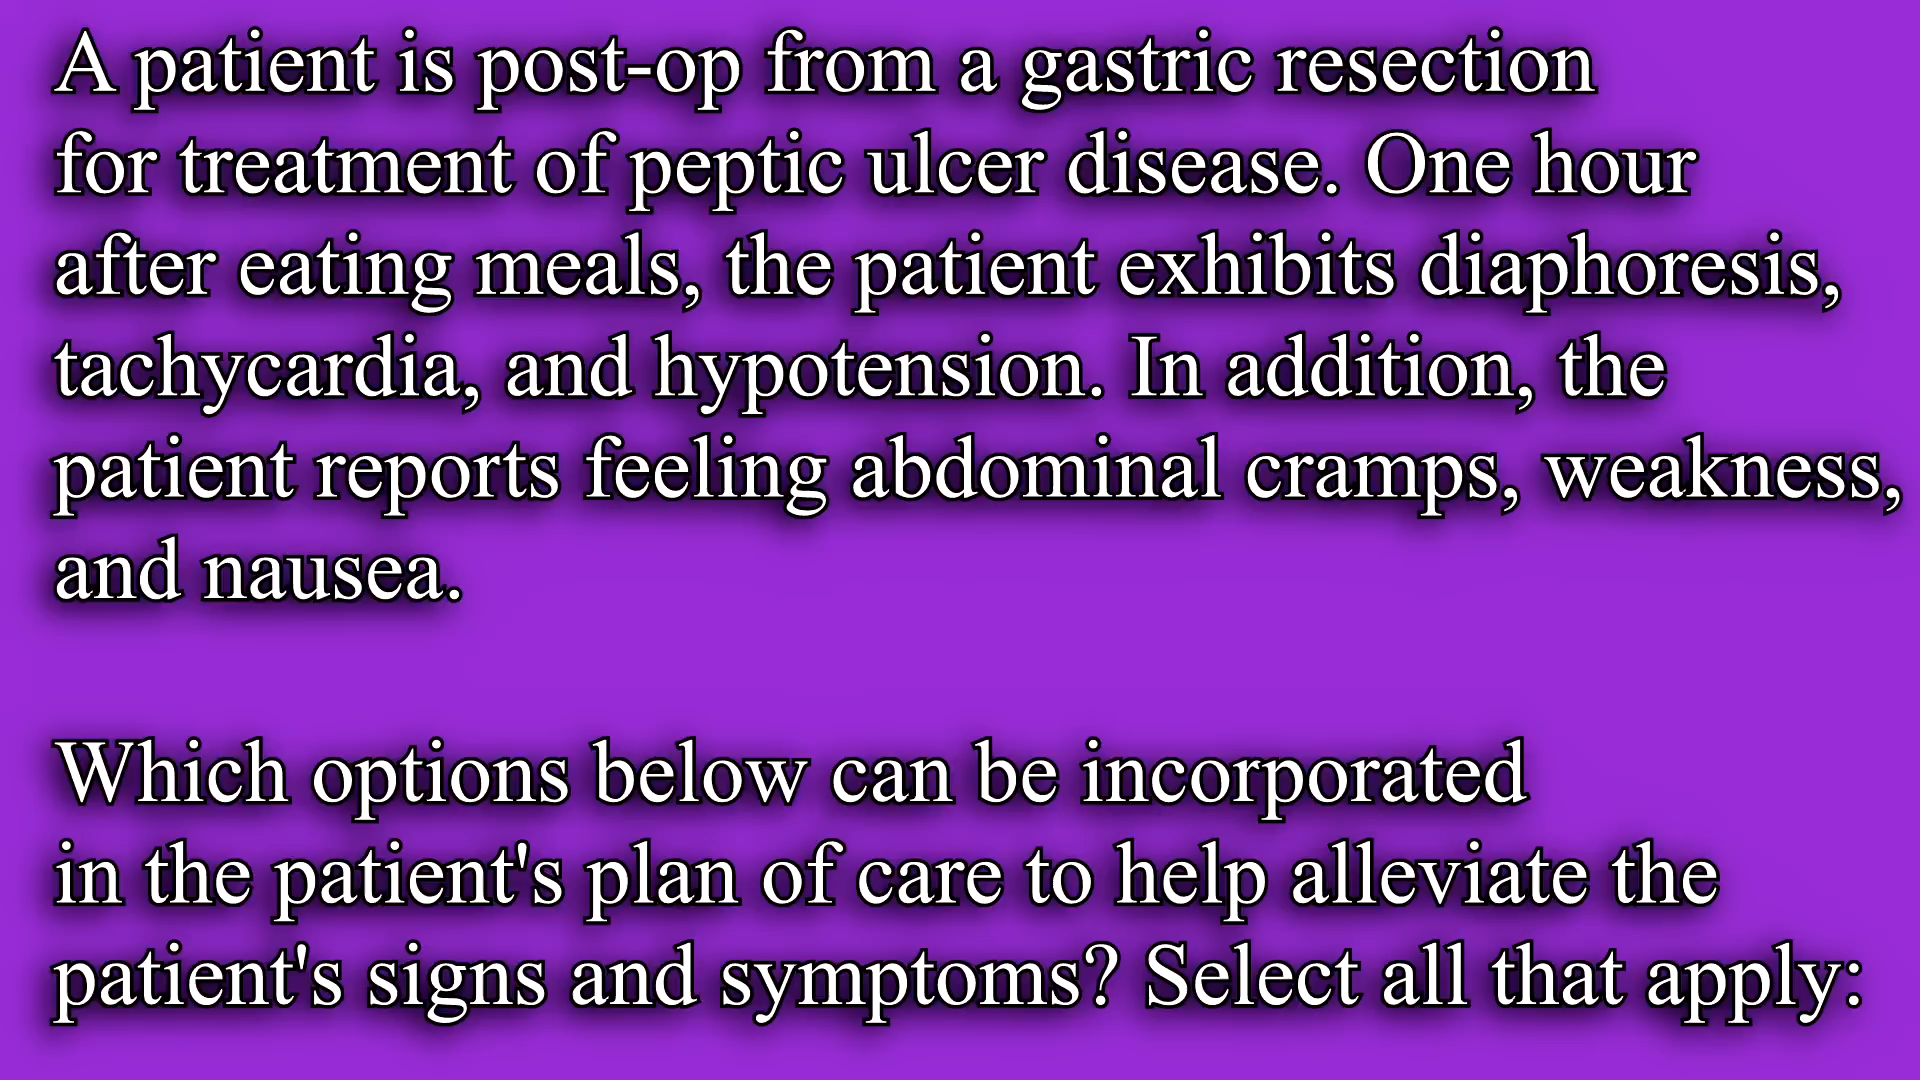 A patient is post-op from a gastric resection
for treatment of peptic ulcer disease. One hour
after eating meals, the patient exhibits diaphoresis,
tachycardia, and hypotension. In addition, the
patient reports feeling abdominal cramps, weakness,
and nausea.
Which options below can be incorporated
in the patient's plan of care to help alleviate the
patient's signs and symptoms? Select all that apply: